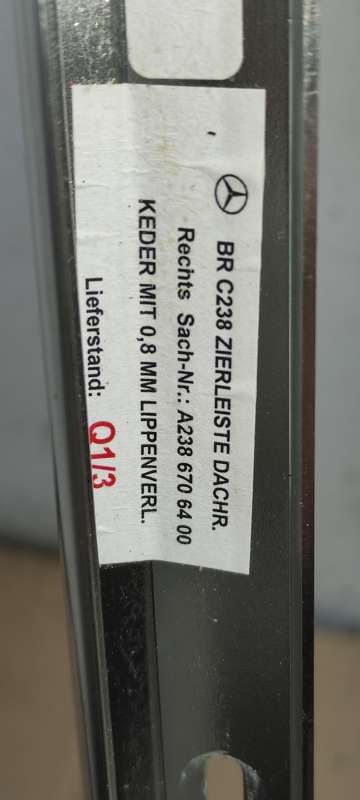 BR C238 ZIERLEISTE DACHR.
Rechts Sach-Nr.: A238 670 64 00
KEDER MIT 0,8 MM LIPPENVERL.
Lieferstand: Q1/3